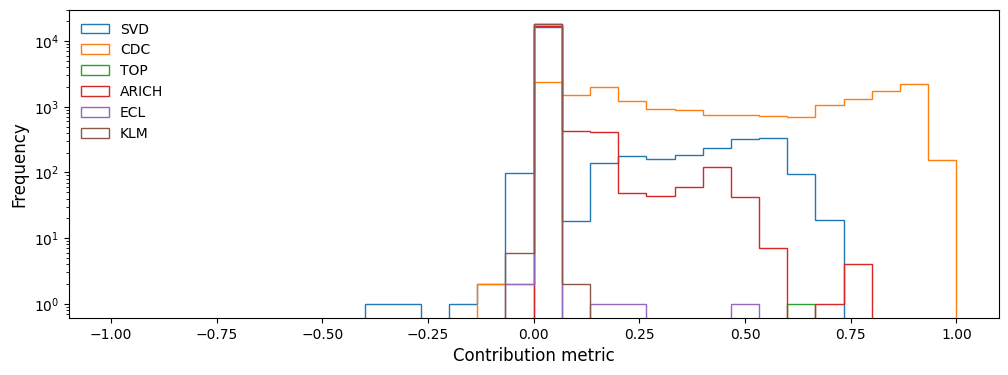 SVD
CDC
TOP
ARICH
ECL
KLM
Frequency
10⁴
10³
10²
10¹
10⁰
−1.00 −0.75 −0.50 −0.25 0.00 0.25 0.50 0.75 1.00
Contribution metric